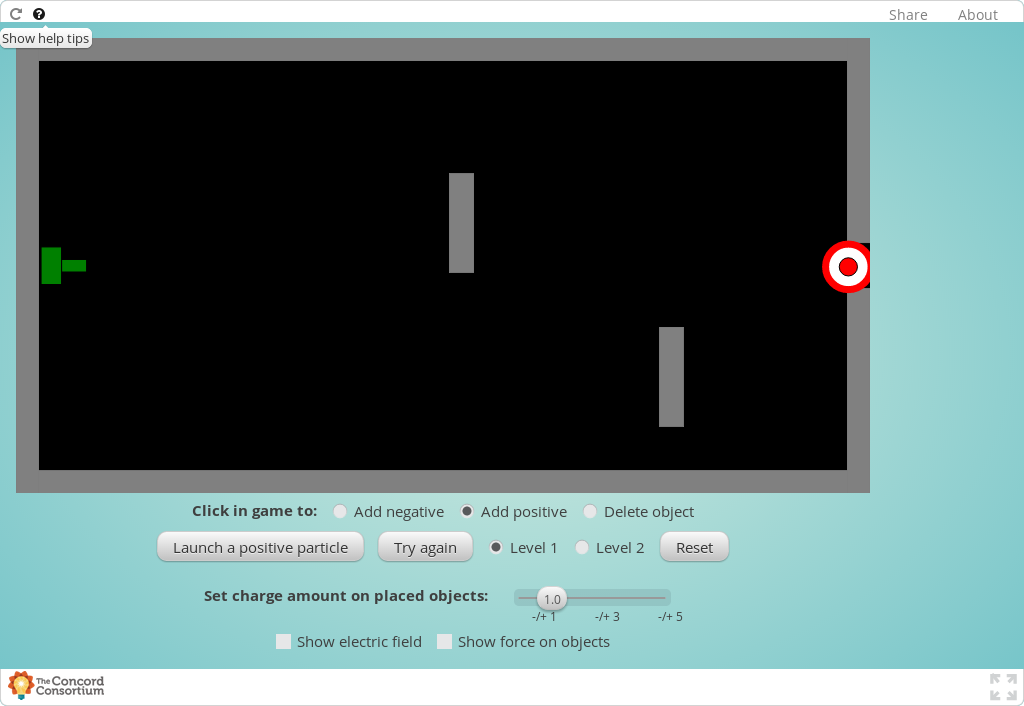 Share About
Show help tips
Click in game to: Add negative Add positive Delete object
Launch a positive particle Try again Level 1 Level 2 Reset
Set charge amount on placed objects: 1.0
-/+ 1 -/+ 3 -/+ 5
Show electric field Show force on objects
The Concord
Consortium